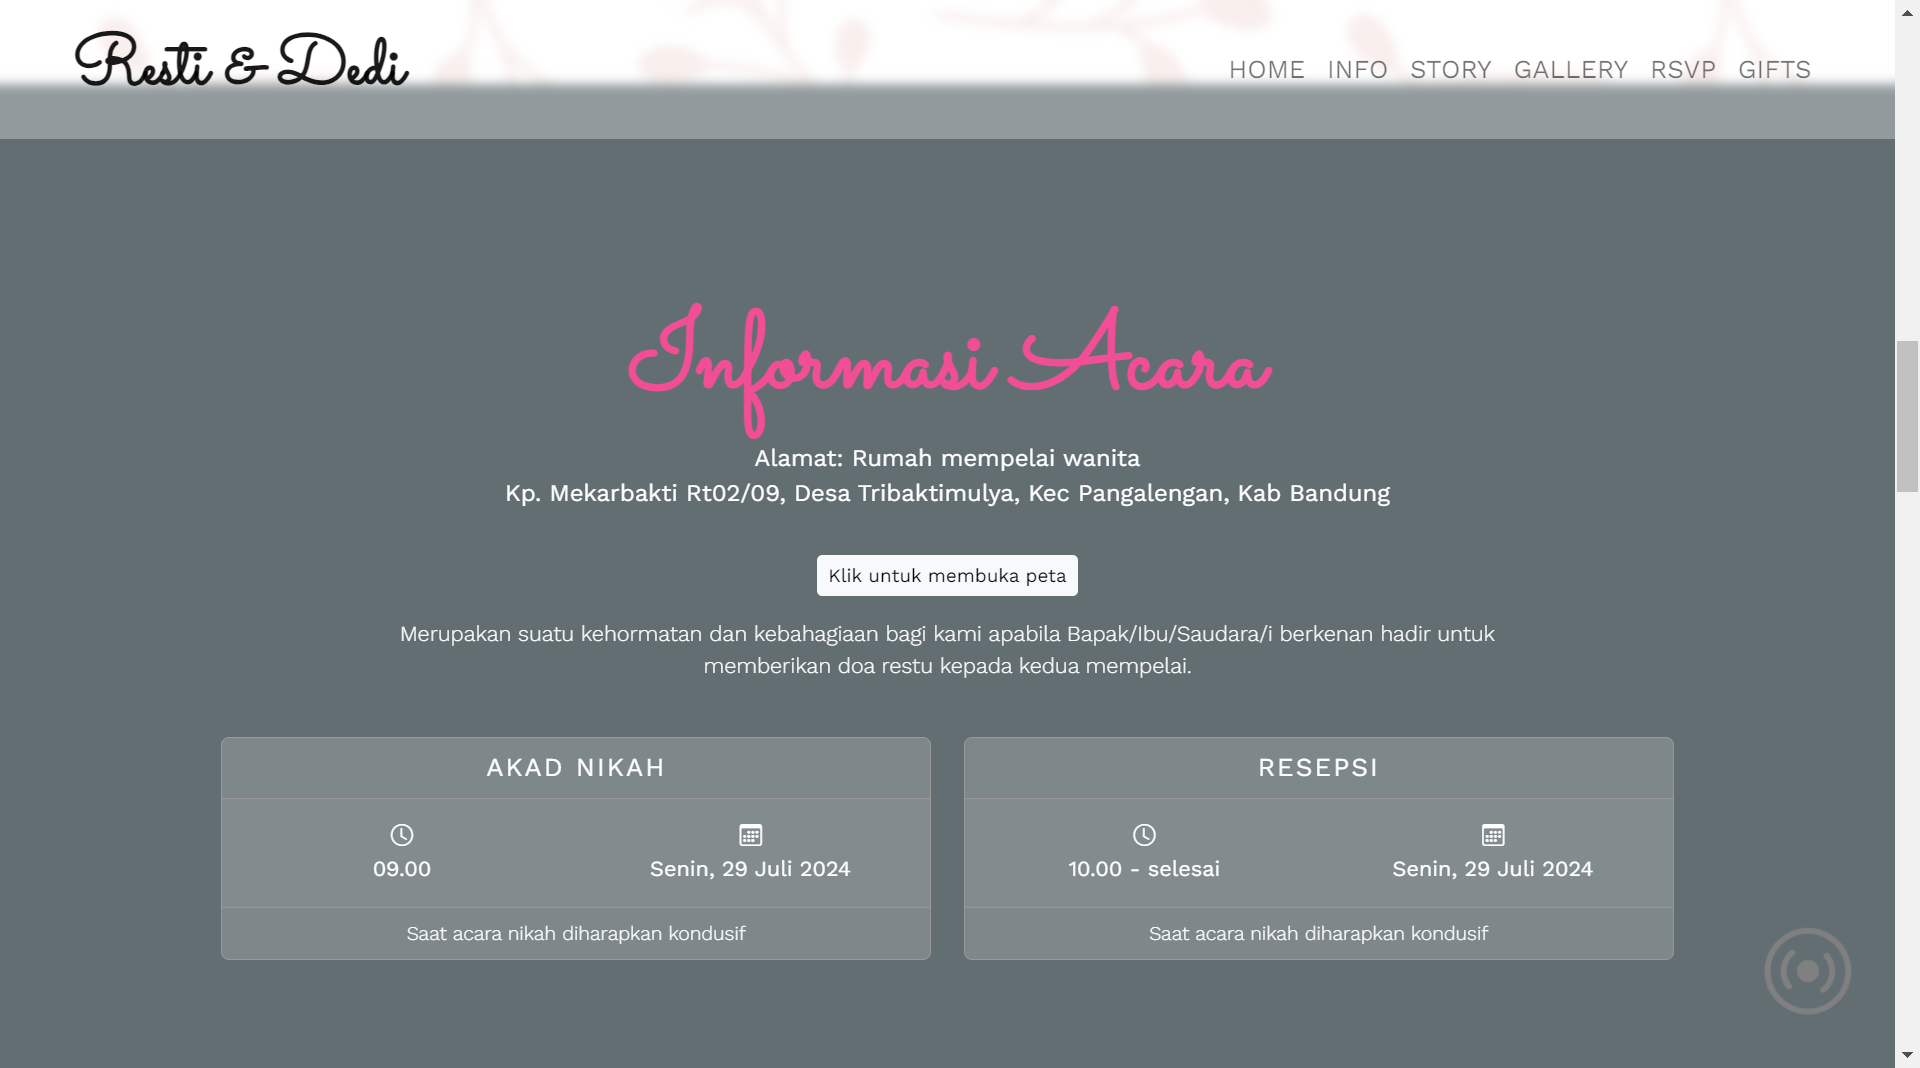 Resti & Dedi
HOME INFO STORY GALLERY RSVP GIFTS
Informasi Acara
Alamat: Rumah mempelai wanita
Kp. Mekarbakti Rt02/09, Desa Tribaktimulya, Kec Pangalengan, Kab Bandung
Klik untuk membuka peta
Merupakan suatu kehormatan dan kebahagiaan bagi kami apabila Bapak/Ibu/Saudara/i berkenan hadir untuk
memberikan doa restu kepada kedua mempelai.
AKAD NIKAH
09.00
Senin, 29 Juli 2024
Saat acara nikah diharapkan kondusif
RESEPSI
10.00 - selesai
Senin, 29 Juli 2024
Saat acara nikah diharapkan kondusif